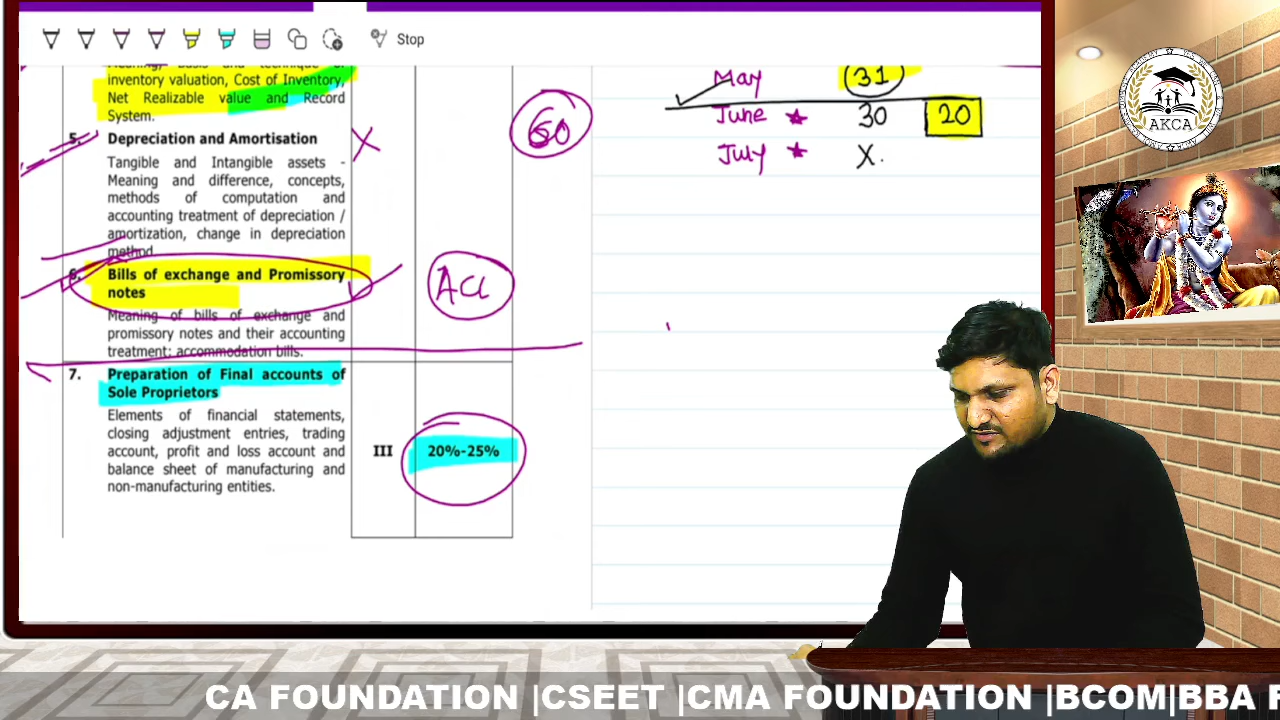 Stop
inventory valuation, Cost of Inventory,
Net Realizable value and Record
System.
5. Depreciation and Amortisation
Tangible and Intangible assets -
Meaning and difference, concepts,
methods of computation and
accounting treatment of depreciation /
amortization, change in depreciation
method.
6. Bills of exchange and Promissory
notes
Meaning of bills of exchange and
promissory notes and their accounting
treatment; accommodation bills.
7. Preparation of Final accounts of
Sole Proprietors
Elements of financial statements,
closing adjustment entries, trading
account, profit and loss account and
balance sheet of manufacturing and
non-manufacturing entities.
III 20%-25%
60
May 31
June ★ 30 20
July ★ X.
AKCA
CA FOUNDATION |CSEET |CMA FOUNDATION |BCOM|BBA